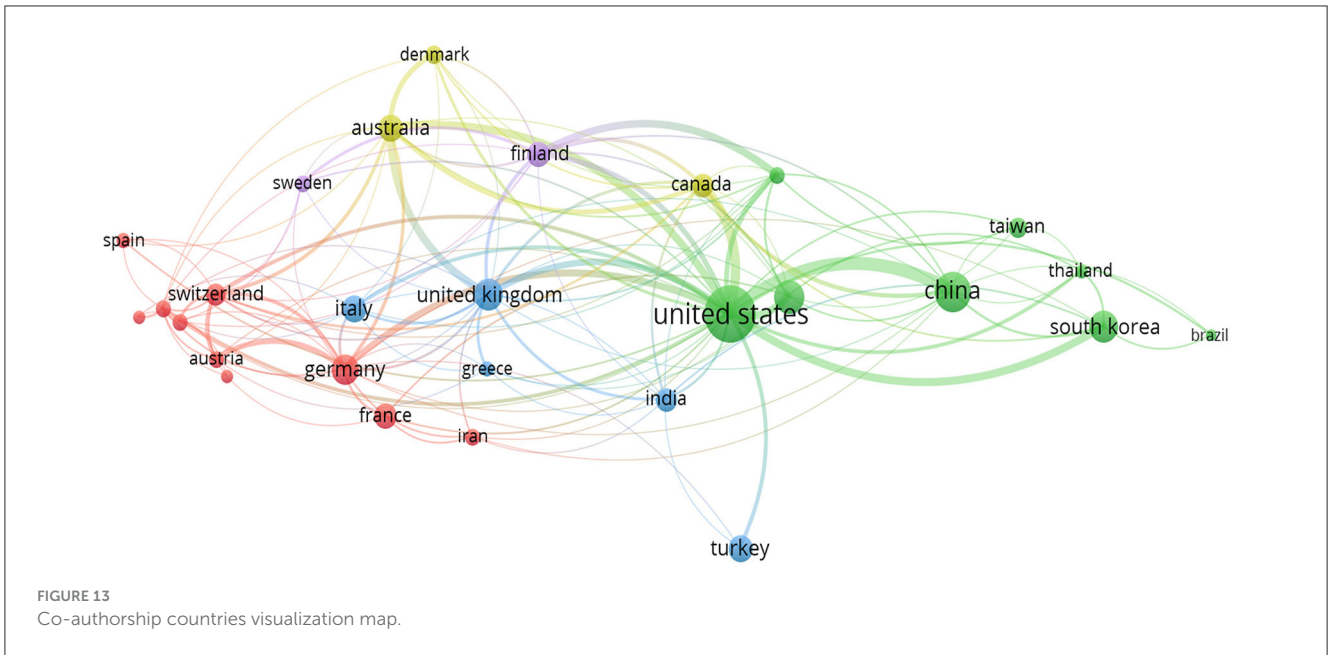 denmark
australia
finland
sweden
canada
spain
taiwan
thailand
switzerland
italy
united kingdom
china
united states
south korea
brazil
austria
germany
greece
india
france
iran
turkey
FIGURE 13
Co-authorship countries visualization map.